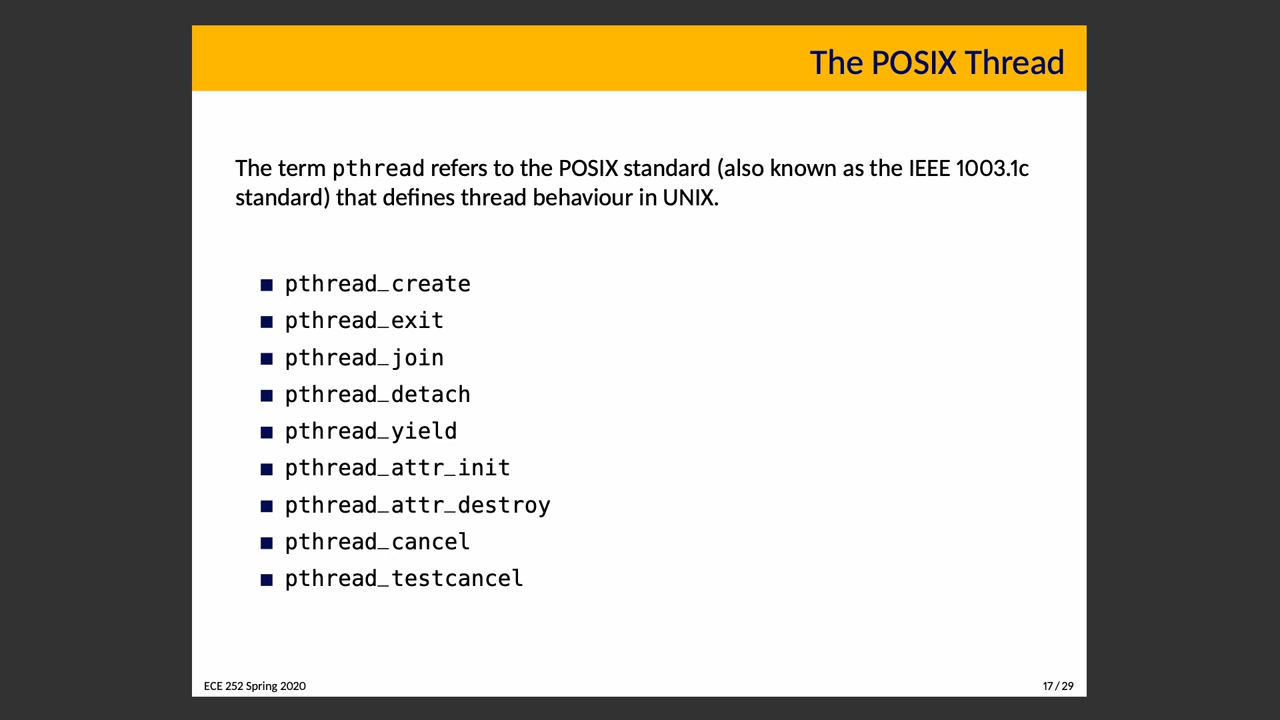 The POSIX Thread
The term pthread refers to the POSIX standard (also known as the IEEE 1003.1c
standard) that defines thread behaviour in UNIX.
■ pthread_create
■ pthread_exit
■ pthread_join
■ pthread_detach
■ pthread_yield
■ pthread_attr_init
■ pthread_attr_destroy
■ pthread_cancel
■ pthread_testcancel
ECE 252 Spring 2020
17 / 29